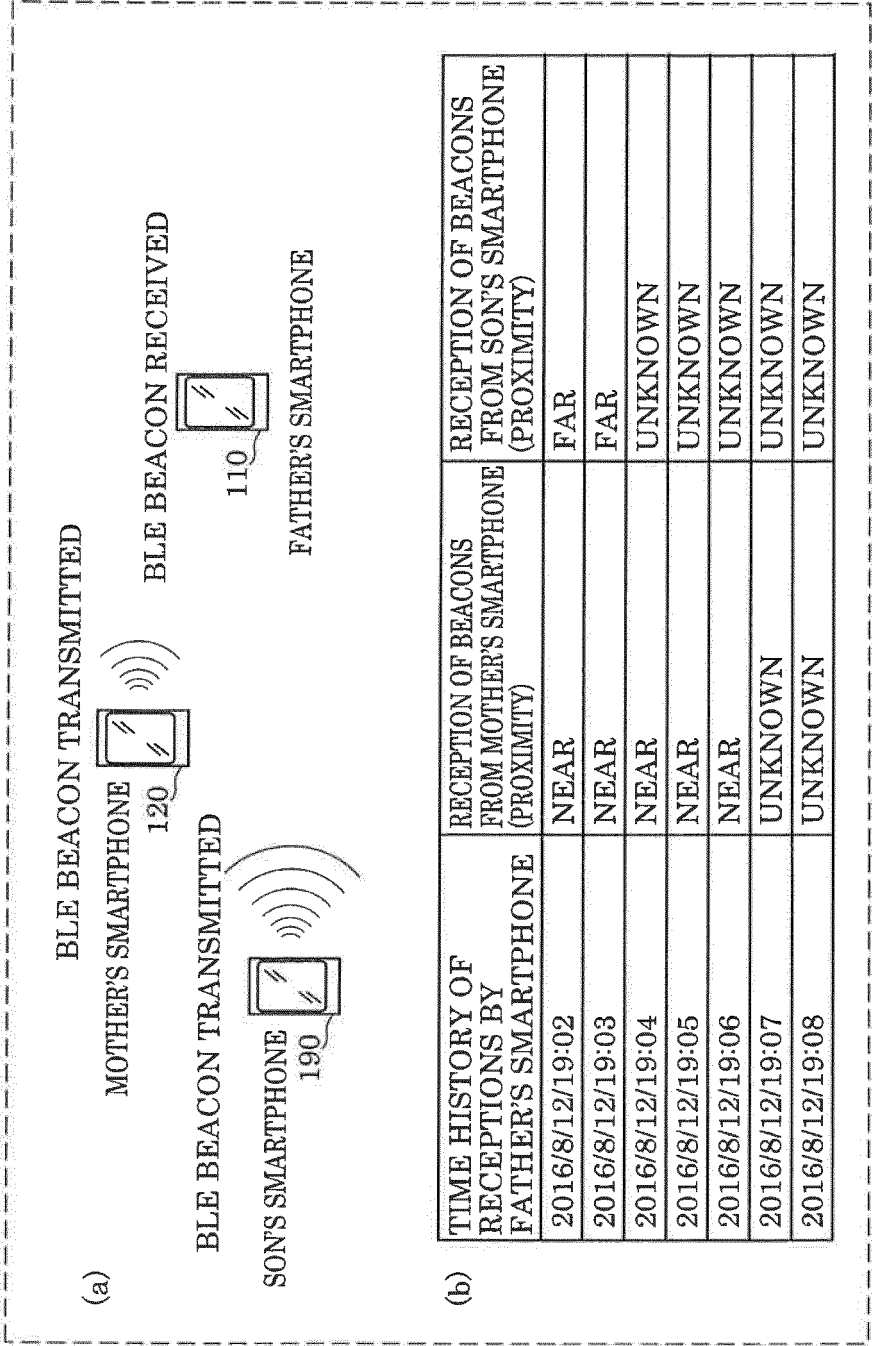 (a)
BLE BEACON TRANSMITTED
MOTHER'S SMARTPHONE
120
BLE BEACON TRANSMITTED
SON'S SMARTPHONE
190
BLE BEACON RECEIVED
110
FATHER'S SMARTPHONE
(b)
TIME HISTORY OF
RECEPTIONS BY
FATHER'S SMARTPHONE
RECEPTION OF BEACONS
FROM MOTHER'S SMARTPHONE
(PROXIMITY)
RECEPTION OF BEACONS
FROM SON'S SMARTPHONE
(PROXIMITY)
2016/8/12/19:02 NEAR FAR
2016/8/12/19:03 NEAR FAR
2016/8/12/19:04 NEAR UNKNOWN
2016/8/12/19:05 NEAR UNKNOWN
2016/8/12/19:06 NEAR UNKNOWN
2016/8/12/19:07 UNKNOWN UNKNOWN
2016/8/12/19:08 UNKNOWN UNKNOWN